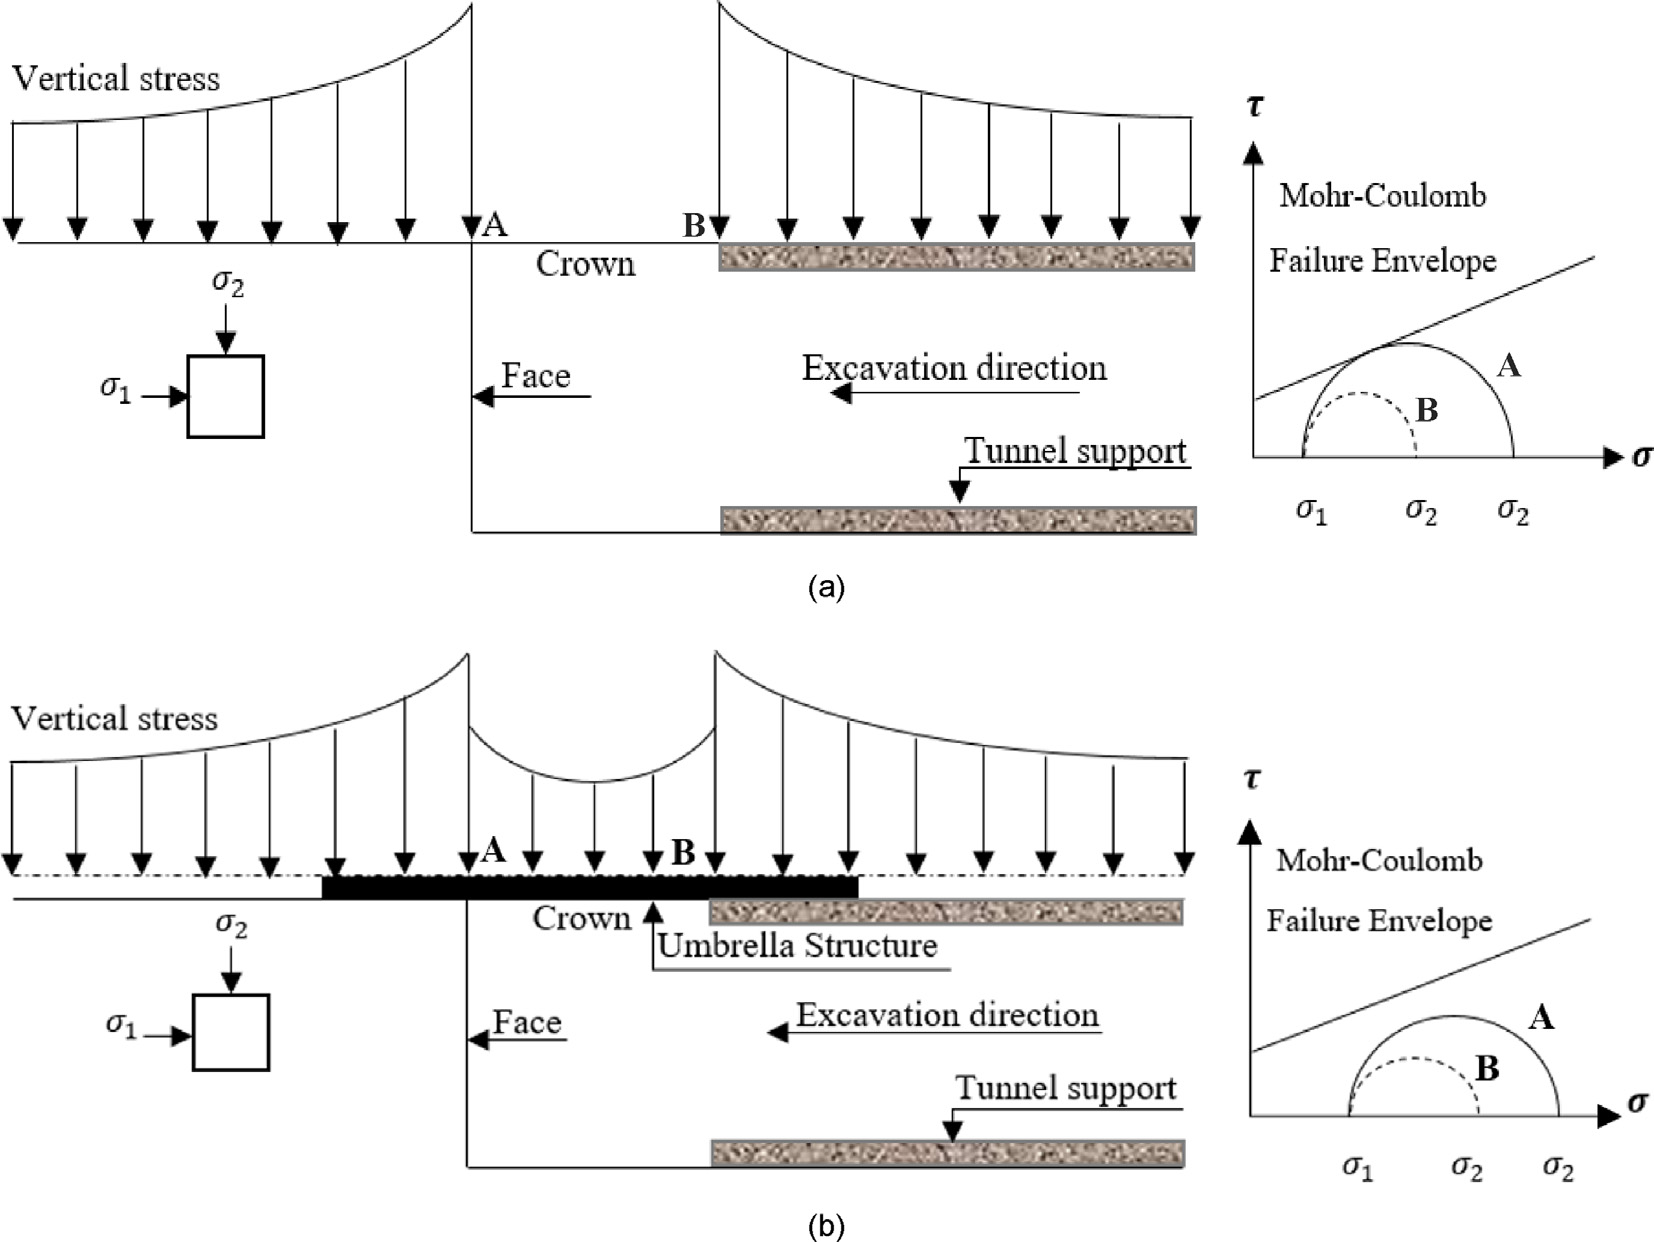 Vertical stress
τ
Mohr-Coulomb
A
B
Crown
Failure Envelope
σ2
σ1
Face
Excavation direction
A
B
Tunnel support
σ
σ1
σ2
σ2
(a)
Vertical stress
τ
A
B
Mohr-Coulomb
Crown
σ2
Failure Envelope
Umbrella Structure
σ1
Face
Excavation direction
A
B
Tunnel support
σ
σ1
σ2
σ2
(b)